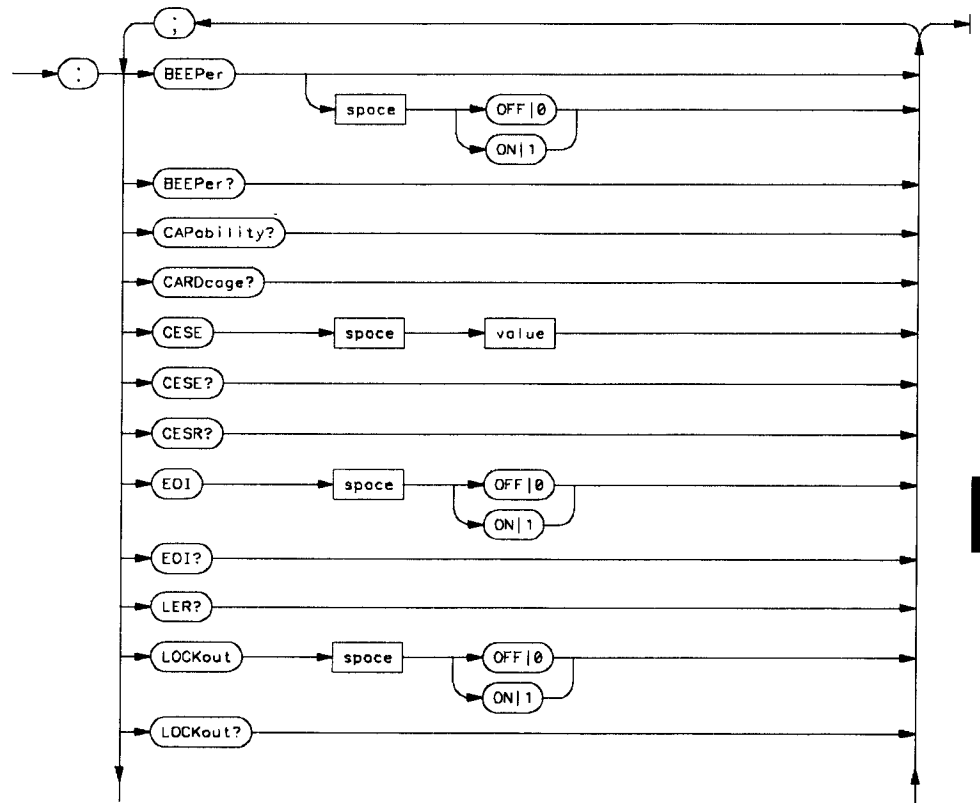 ;
: BEEPer
space OFF|0
ON|1
BEEPer?
CAPability?
CARDcage?
CESE space value
CESE?
CESR?
EOI space OFF|0
ON|1
EOI?
LER?
LOCKout space OFF|0
ON|1
LOCKout?